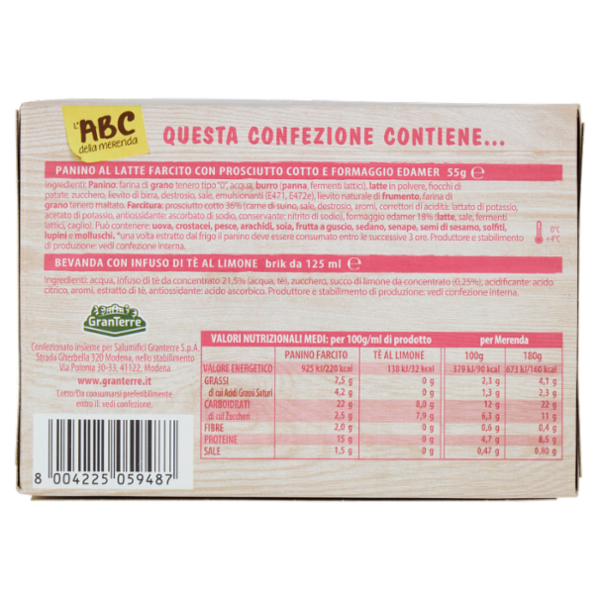 L'ABC
della merenda
QUESTA CONFEZIONE CONTIENE...
PANINO AL LATTE FARCITO CON PROSCIUTTO COTTO E FORMAGGIO EDAMER 55g ℮
Ingredienti: Panino: farina di grano tenero tipo "0", acqua, burro (panna, fermenti lattici), latte in polvere, fiocchi di
patate, zucchero, lievito di birra, destrosio, sale, emulsionanti (E471, E472e), lievito naturale di frumento, farina di
grano tenero maltato. Farcitura: prosciutto cotto 36% (carne di suino, sale, destrosio, aromi, correttori di acidità: lattato di potassio,
acetato di potassio, antiossidante: ascorbato di sodio, conservante: nitrito di sodio), formaggio edamer 18% (latte, sale, fermenti
lattici, caglio). Può contenere: uova, crostacei, pesce, arachidi, soia, frutta a guscio, sedano, senape, semi di sesamo, solfiti,
lupini e molluschi. *una volta estratto dal frigo il panino deve essere consumato entro le successive 3 ore. Produttore e stabilimento
di produzione: vedi confezione interna.
0°C
+4°C
BEVANDA CON INFUSO DI TÈ AL LIMONE brik da 125 ml ℮
Ingredienti: acqua, infuso di tè da concentrato 21,5% (acqua, tè), zucchero, succo di limone da concentrato (0,25%), acidificante: acido
citrico, aromi, estratto di tè, antiossidante: acido ascorbico. Produttore e stabilimento di produzione: vedi confezione interna.
GranTerre
Confezionato insieme per Salumifici Granterre S.p.A.
Strada Gherbella 320 Modena, nello stabilimento
Via Polonia 30-33, 41122, Modena
www.granterre.it
Lotto/Da consumarsi preferibilmente
entro il: vedi confezione.
8 004225 059487
VALORI NUTRIZIONALI MEDI: per 100g/ml di prodotto per Merenda
PANINO FARCITO TÈ AL LIMONE 100g 180g
VALORE ENERGETICO 925 kJ/220 kcal 138 kJ/32 kcal 379 kJ/90 kcal 673 kJ/160 kcal
GRASSI 7,5 g 0 g 2,1 g 4,1 g
di cui Acidi Grassi Saturi 4,2 g 0 g 1,3 g 2,3 g
CARBOIDRATI 22 g 8,0 g 12 g 22 g
di cui Zuccheri 2,5 g 7,9 g 6,3 g 11 g
FIBRE 2,0 g 0 g 0,6 g 0,4 g
PROTEINE 15 g 0 g 4,7 g 8,5 g
SALE 1,5 g 0 g 0,47 g 0,80 g